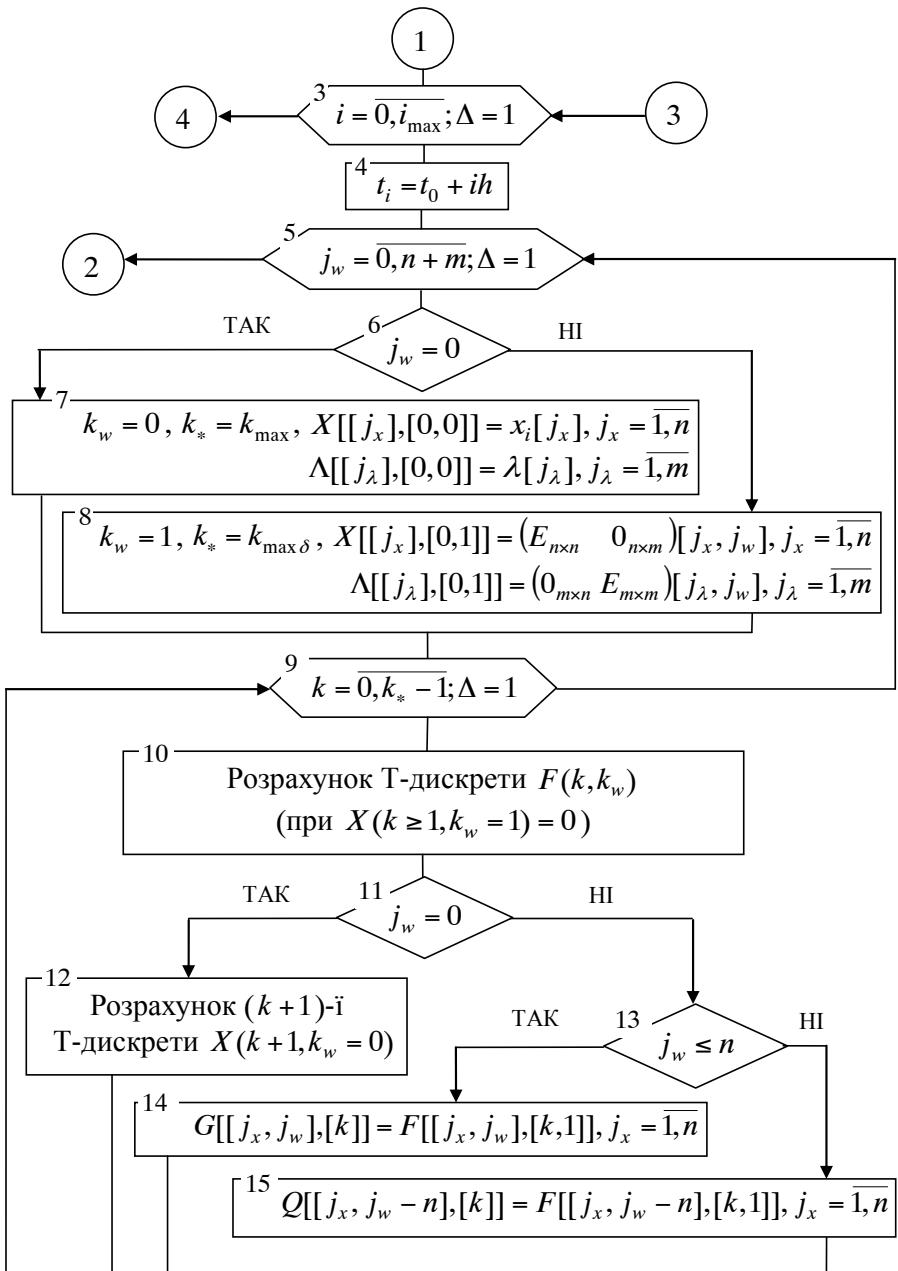 1
3
i = 0, i_max; Δ = 1
4
3
4
t_i = t_0 + ih
5
j_w = 0, n + m; Δ = 1
2
ТАК
6
j_w = 0
НІ
7
k_w = 0, k_* = k_max, X[[j_x],[0,0]] = x_i[j_x], j_x = 1, n
Λ[[j_λ],[0,0]] = λ[j_λ], j_λ = 1, m
8
k_w = 1, k_* = k_max δ, X[[j_x],[0,1]] = (E_n×n 0_n×m)[j_x, j_w], j_x = 1, n
Λ[[j_λ],[0,1]] = (0_m×n E_m×m)[j_λ, j_w], j_λ = 1, m
9
k = 0, k_* − 1; Δ = 1
10
Розрахунок Т-дискрети F(k, k_w)
(при X(k ≥ 1, k_w = 1) = 0)
ТАК
11
j_w = 0
НІ
12
Розрахунок (k + 1)-ї
Т-дискрети X(k + 1, k_w = 0)
ТАК
13
j_w ≤ n
НІ
14
G[[j_x, j_w],[k]] = F[[j_x, j_w],[k,1]], j_x = 1, n
15
Q[[j_x, j_w − n],[k]] = F[[j_x, j_w − n],[k,1]], j_x = 1, n